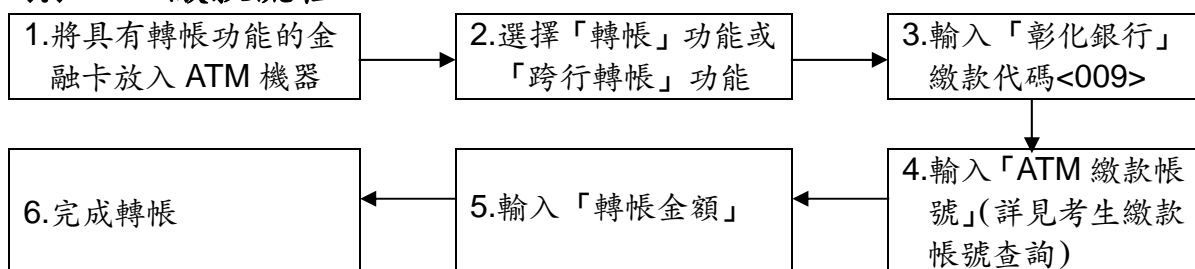 1.將具有轉帳功能的金
融卡放入 ATM 機器
2.選擇「轉帳」功能或
「跨行轉帳」功能
3.輸入「彰化銀行」
繳款代碼<009>
4.輸入「ATM 繳款帳
號」(詳見考生繳款
帳號查詢)
5.輸入「轉帳金額」
6.完成轉帳